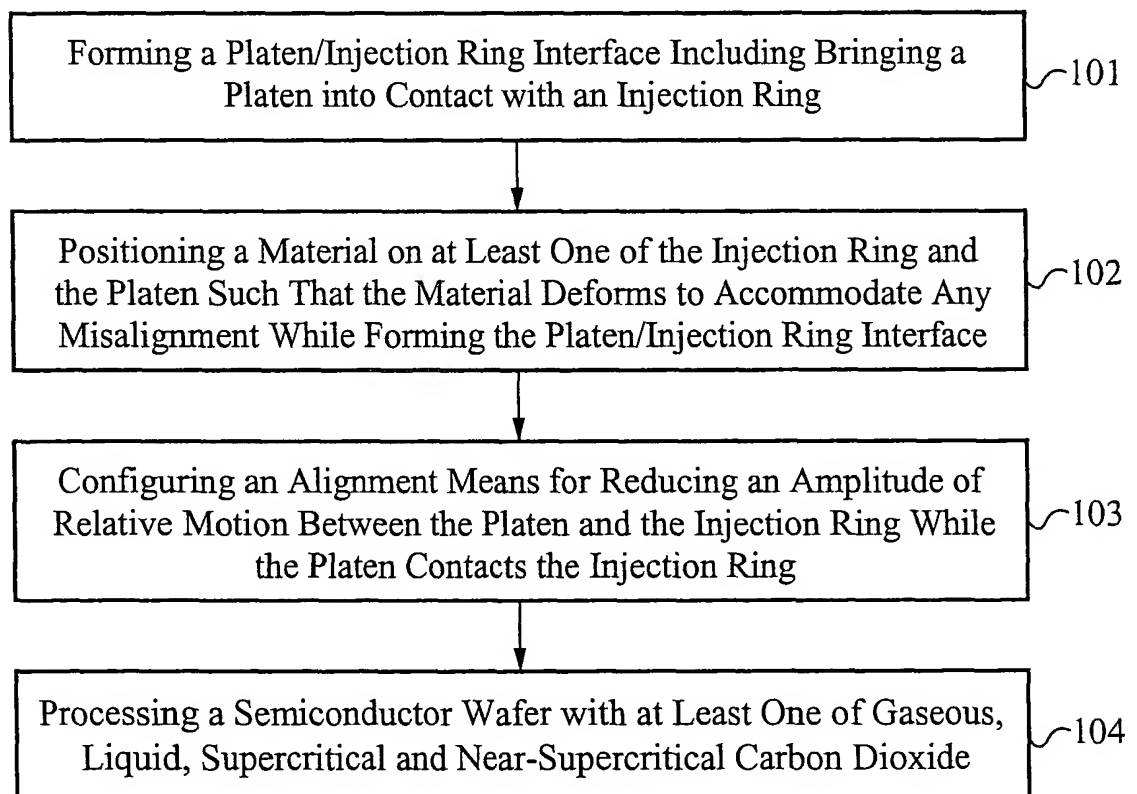 Forming a Platen/Injection Ring Interface Including Bringing a
Platen into Contact with an Injection Ring
101
Positioning a Material on at Least One of the Injection Ring and
the Platen Such That the Material Deforms to Accommodate Any
Misalignment While Forming the Platen/Injection Ring Interface
102
Configuring an Alignment Means for Reducing an Amplitude of
Relative Motion Between the Platen and the Injection Ring While
the Platen Contacts the Injection Ring
103
Processing a Semiconductor Wafer with at Least One of Gaseous,
Liquid, Supercritical and Near-Supercritical Carbon Dioxide
104